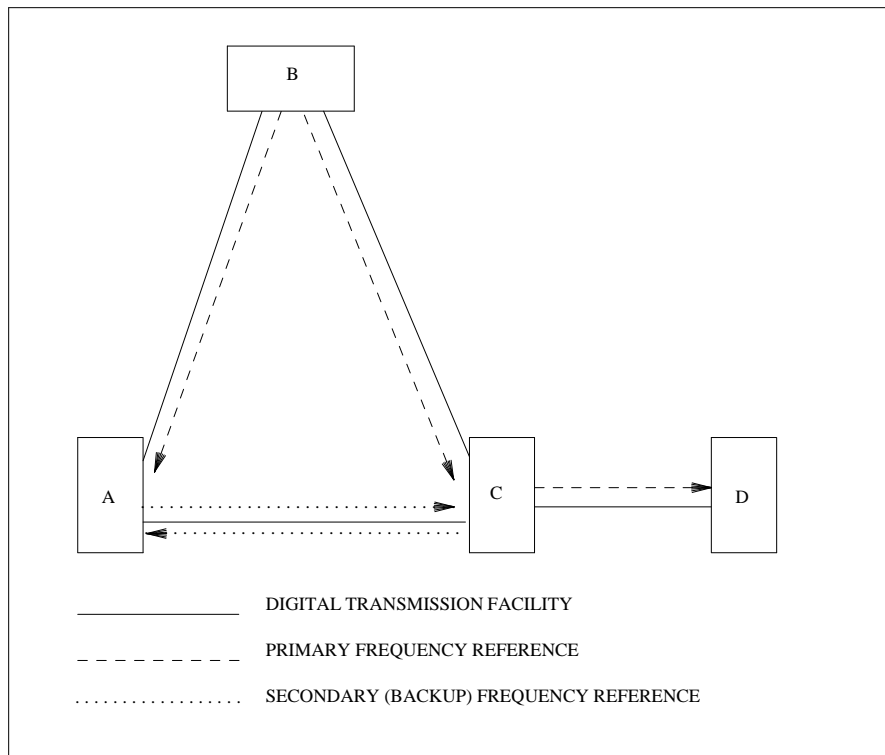 B
A
C
D
DIGITAL TRANSMISSION FACILITY
PRIMARY FREQUENCY REFERENCE
SECONDARY (BACKUP) FREQUENCY REFERENCE